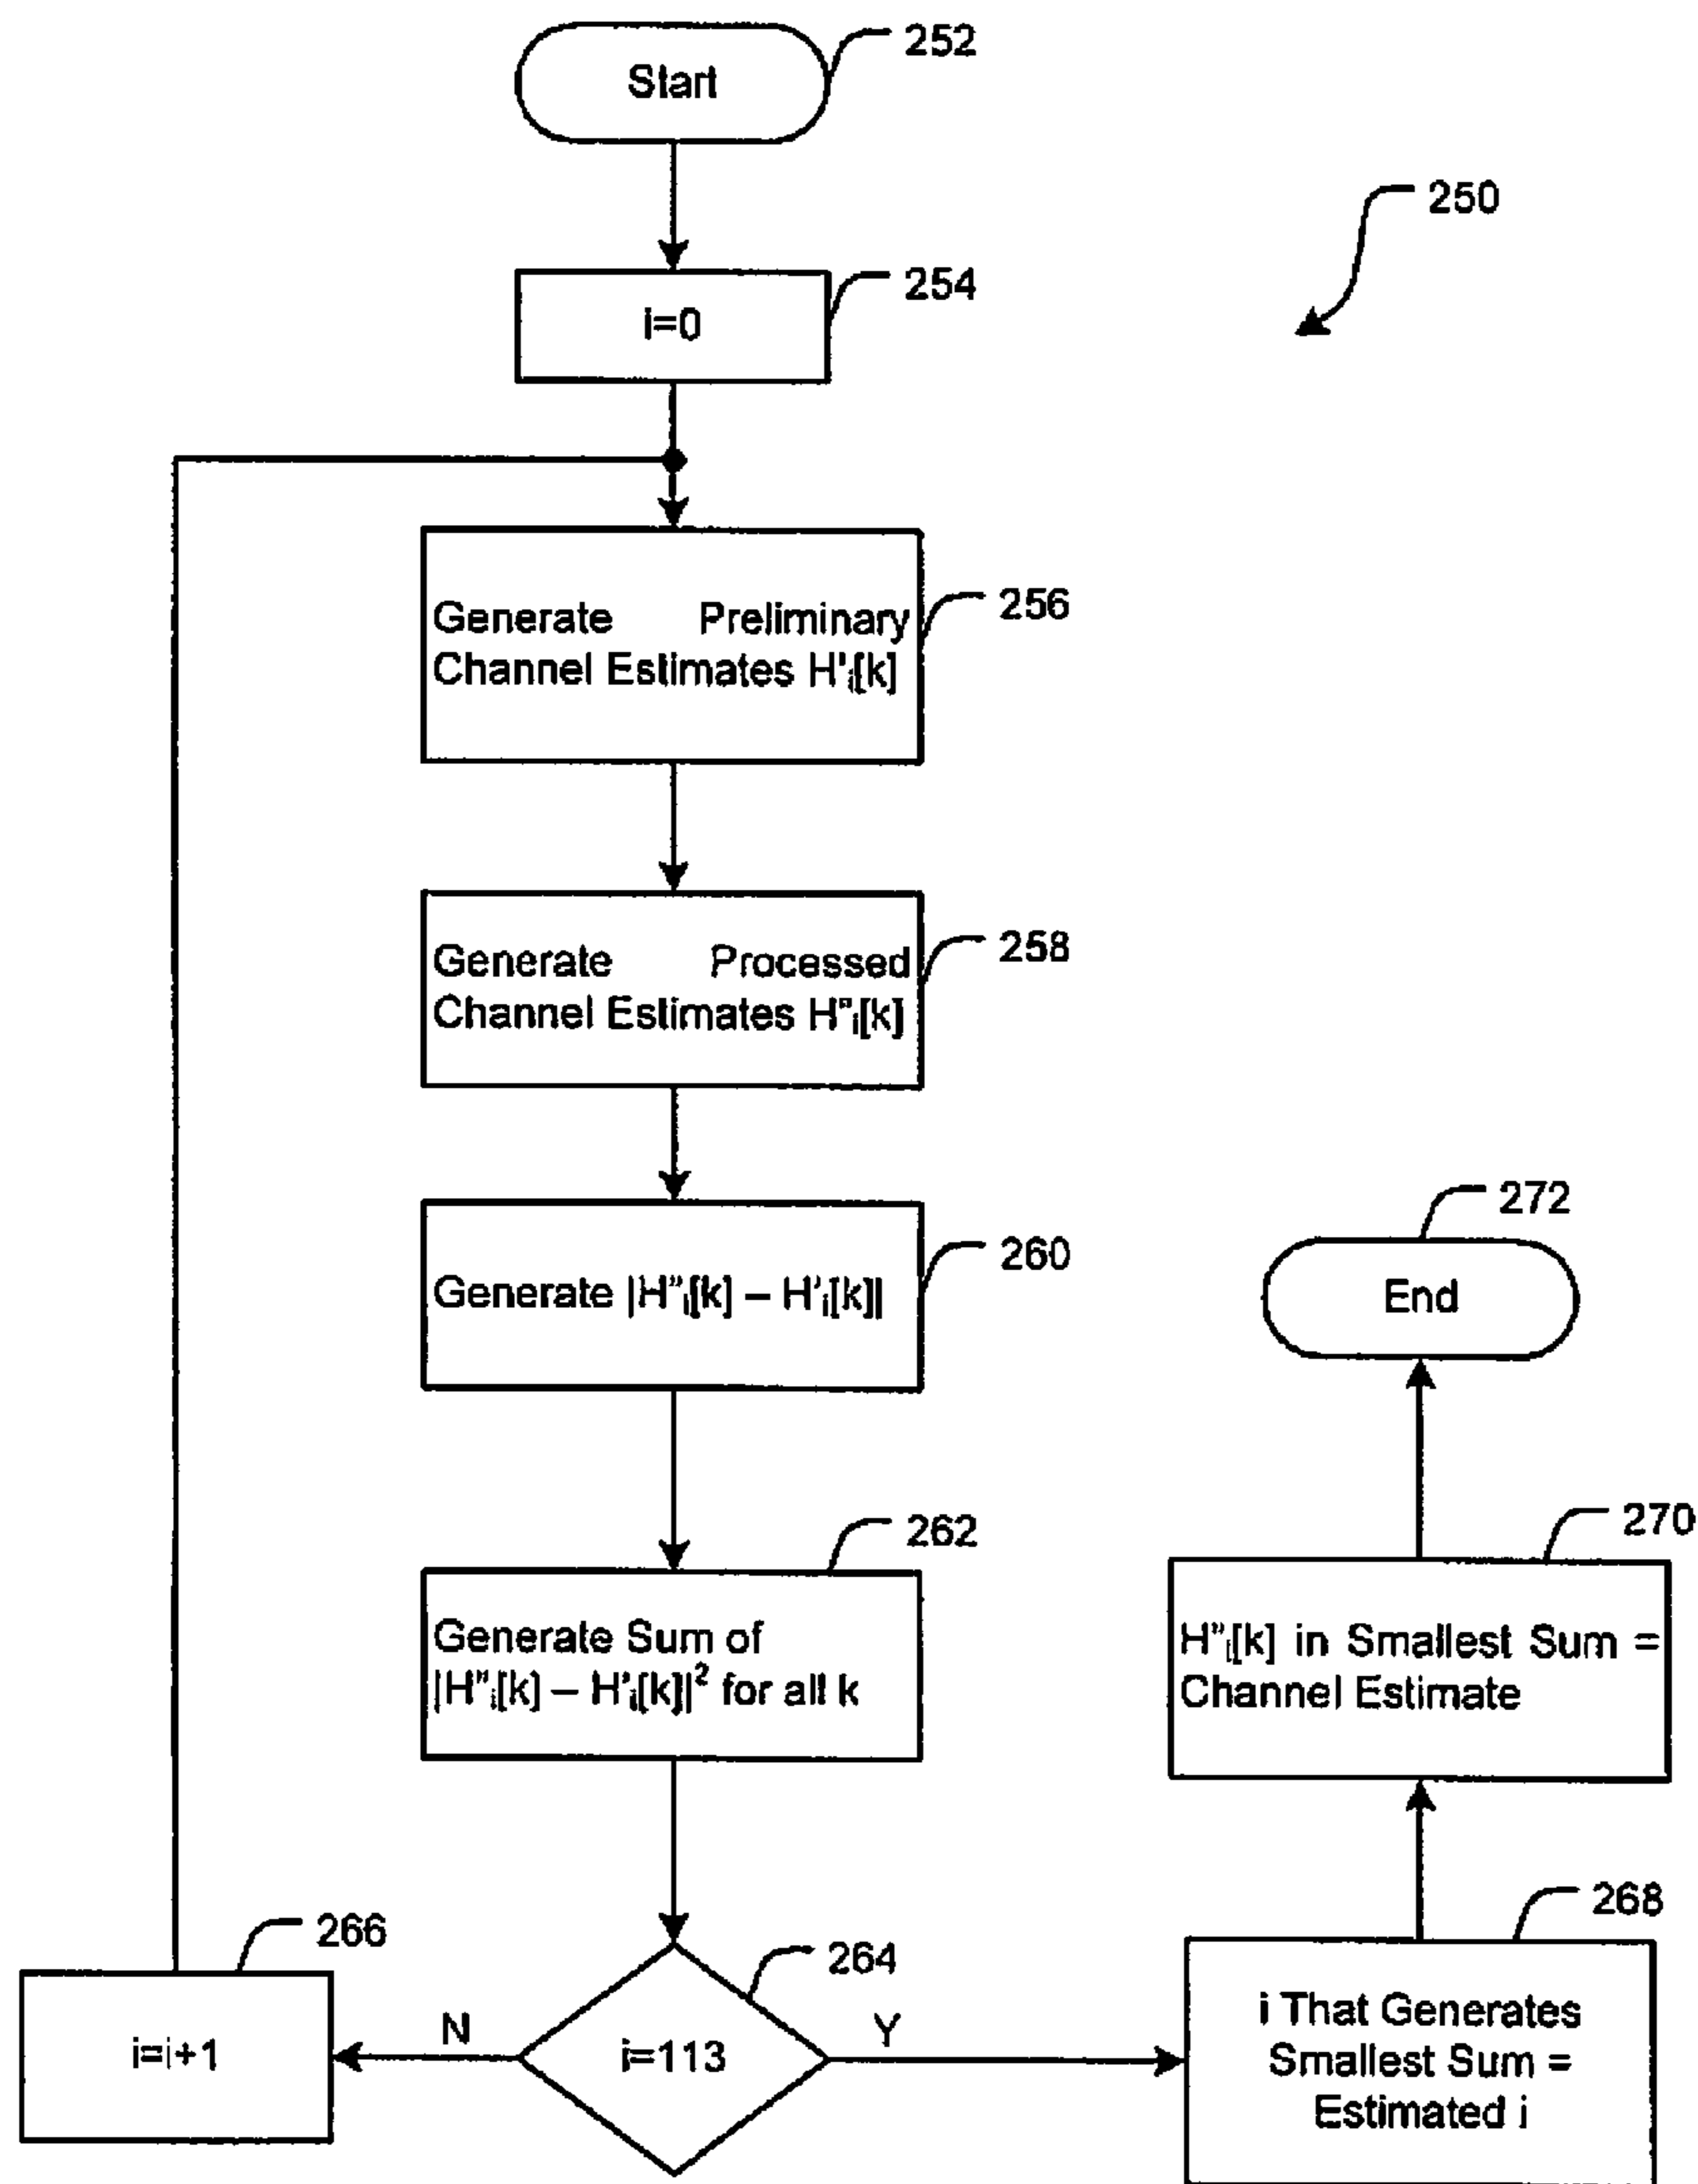 252
Start
250
254
i=0
256
Generate Preliminary
Channel Estimates H'i[k]
258
Generate Processed
Channel Estimates H"i[k]
260
Generate |H"i[k] – H'i[k]|
272
End
262
Generate Sum of
|H"i[k] – H'i[k]|² for all k
270
H"i[k] in Smallest Sum =
Channel Estimate
266
i=i+1
N
264
i=113
Y
268
i That Generates
Smallest Sum =
Estimated i